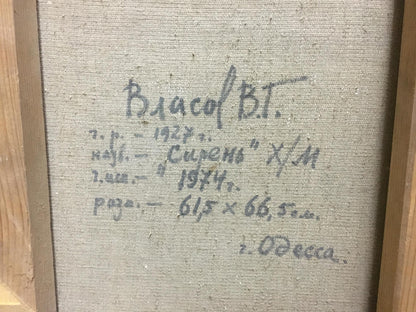 Власов В.Г.
г. р. – 1927 г.
назв. – „Сирень" Х/М.
г. исп. – " 1974 г.
разм. – 61,5 х 66,5 см.
г. Одесса.